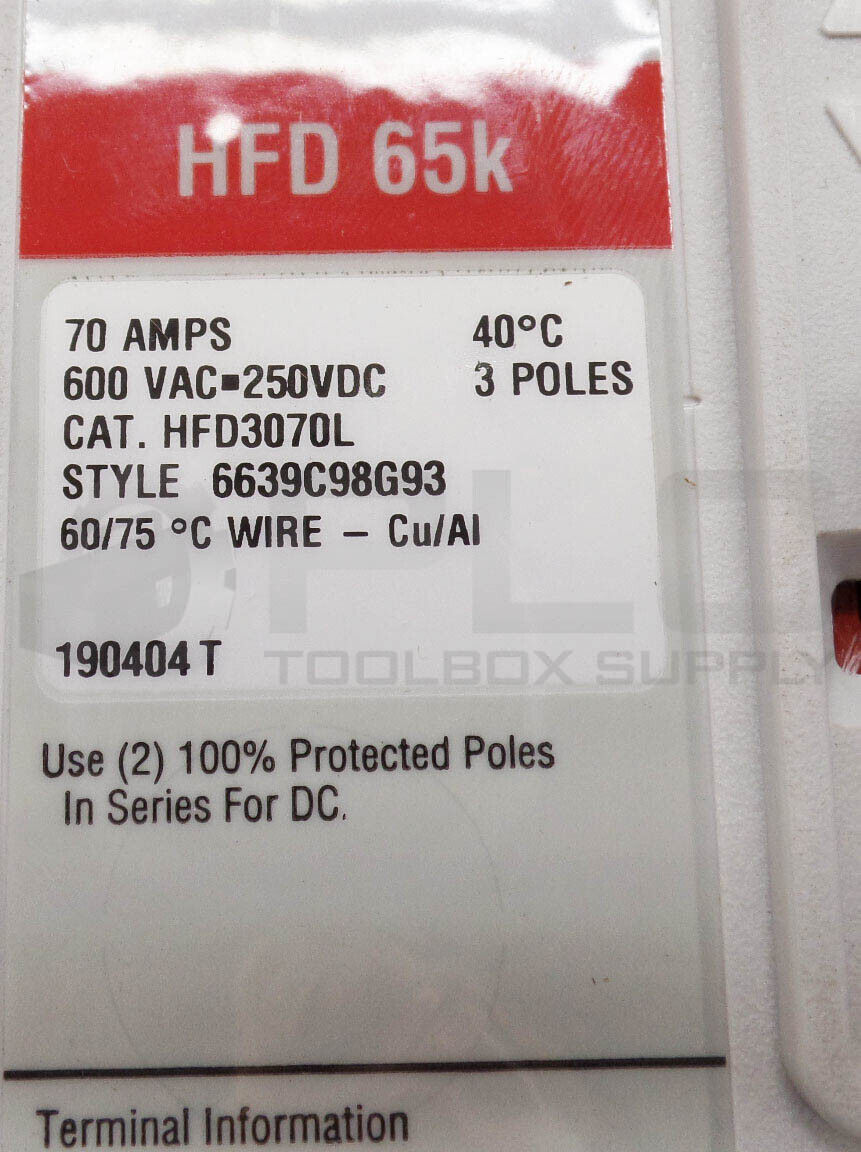 HFD 65k
70 AMPS 40°C
600 VAC▪250VDC 3 POLES
CAT. HFD3070L
STYLE 6639C98G93
60/75 °C WIRE – Cu/Al
PLC
190404 T
TOOLBOX SUPPLY
Use (2) 100% Protected Poles
In Series For DC.
Terminal Information